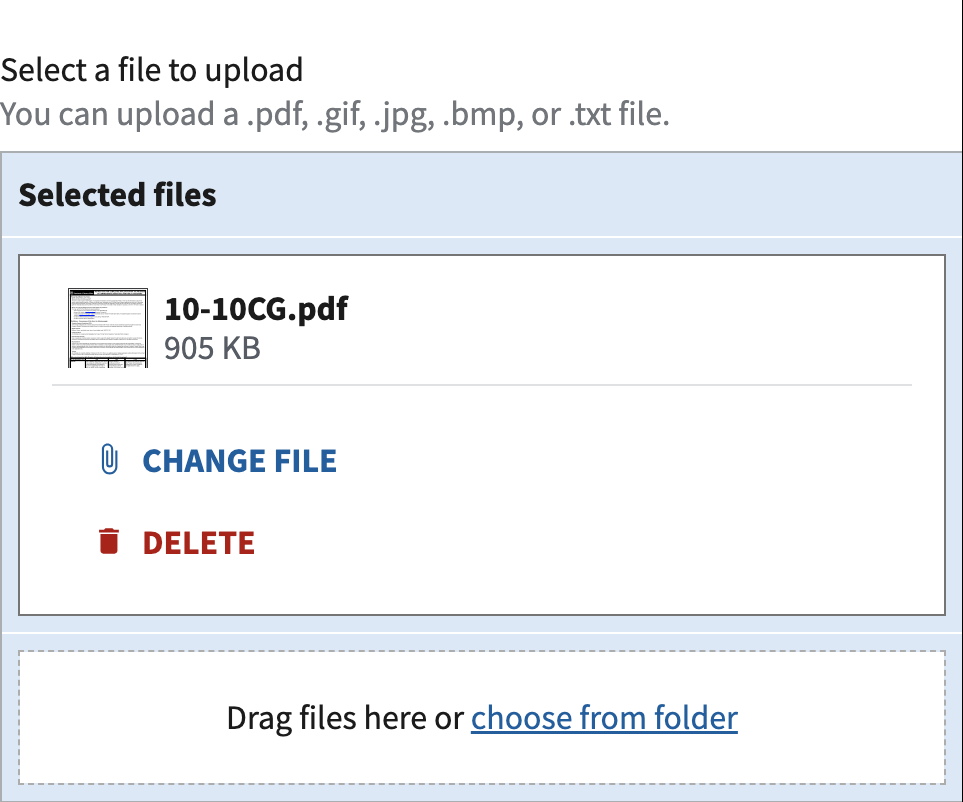 Select a file to upload
You can upload a .pdf, .gif, .jpg, .bmp, or .txt file.
Selected files
10-10CG.pdf
905 KB
CHANGE FILE
DELETE
Drag files here or choose from folder